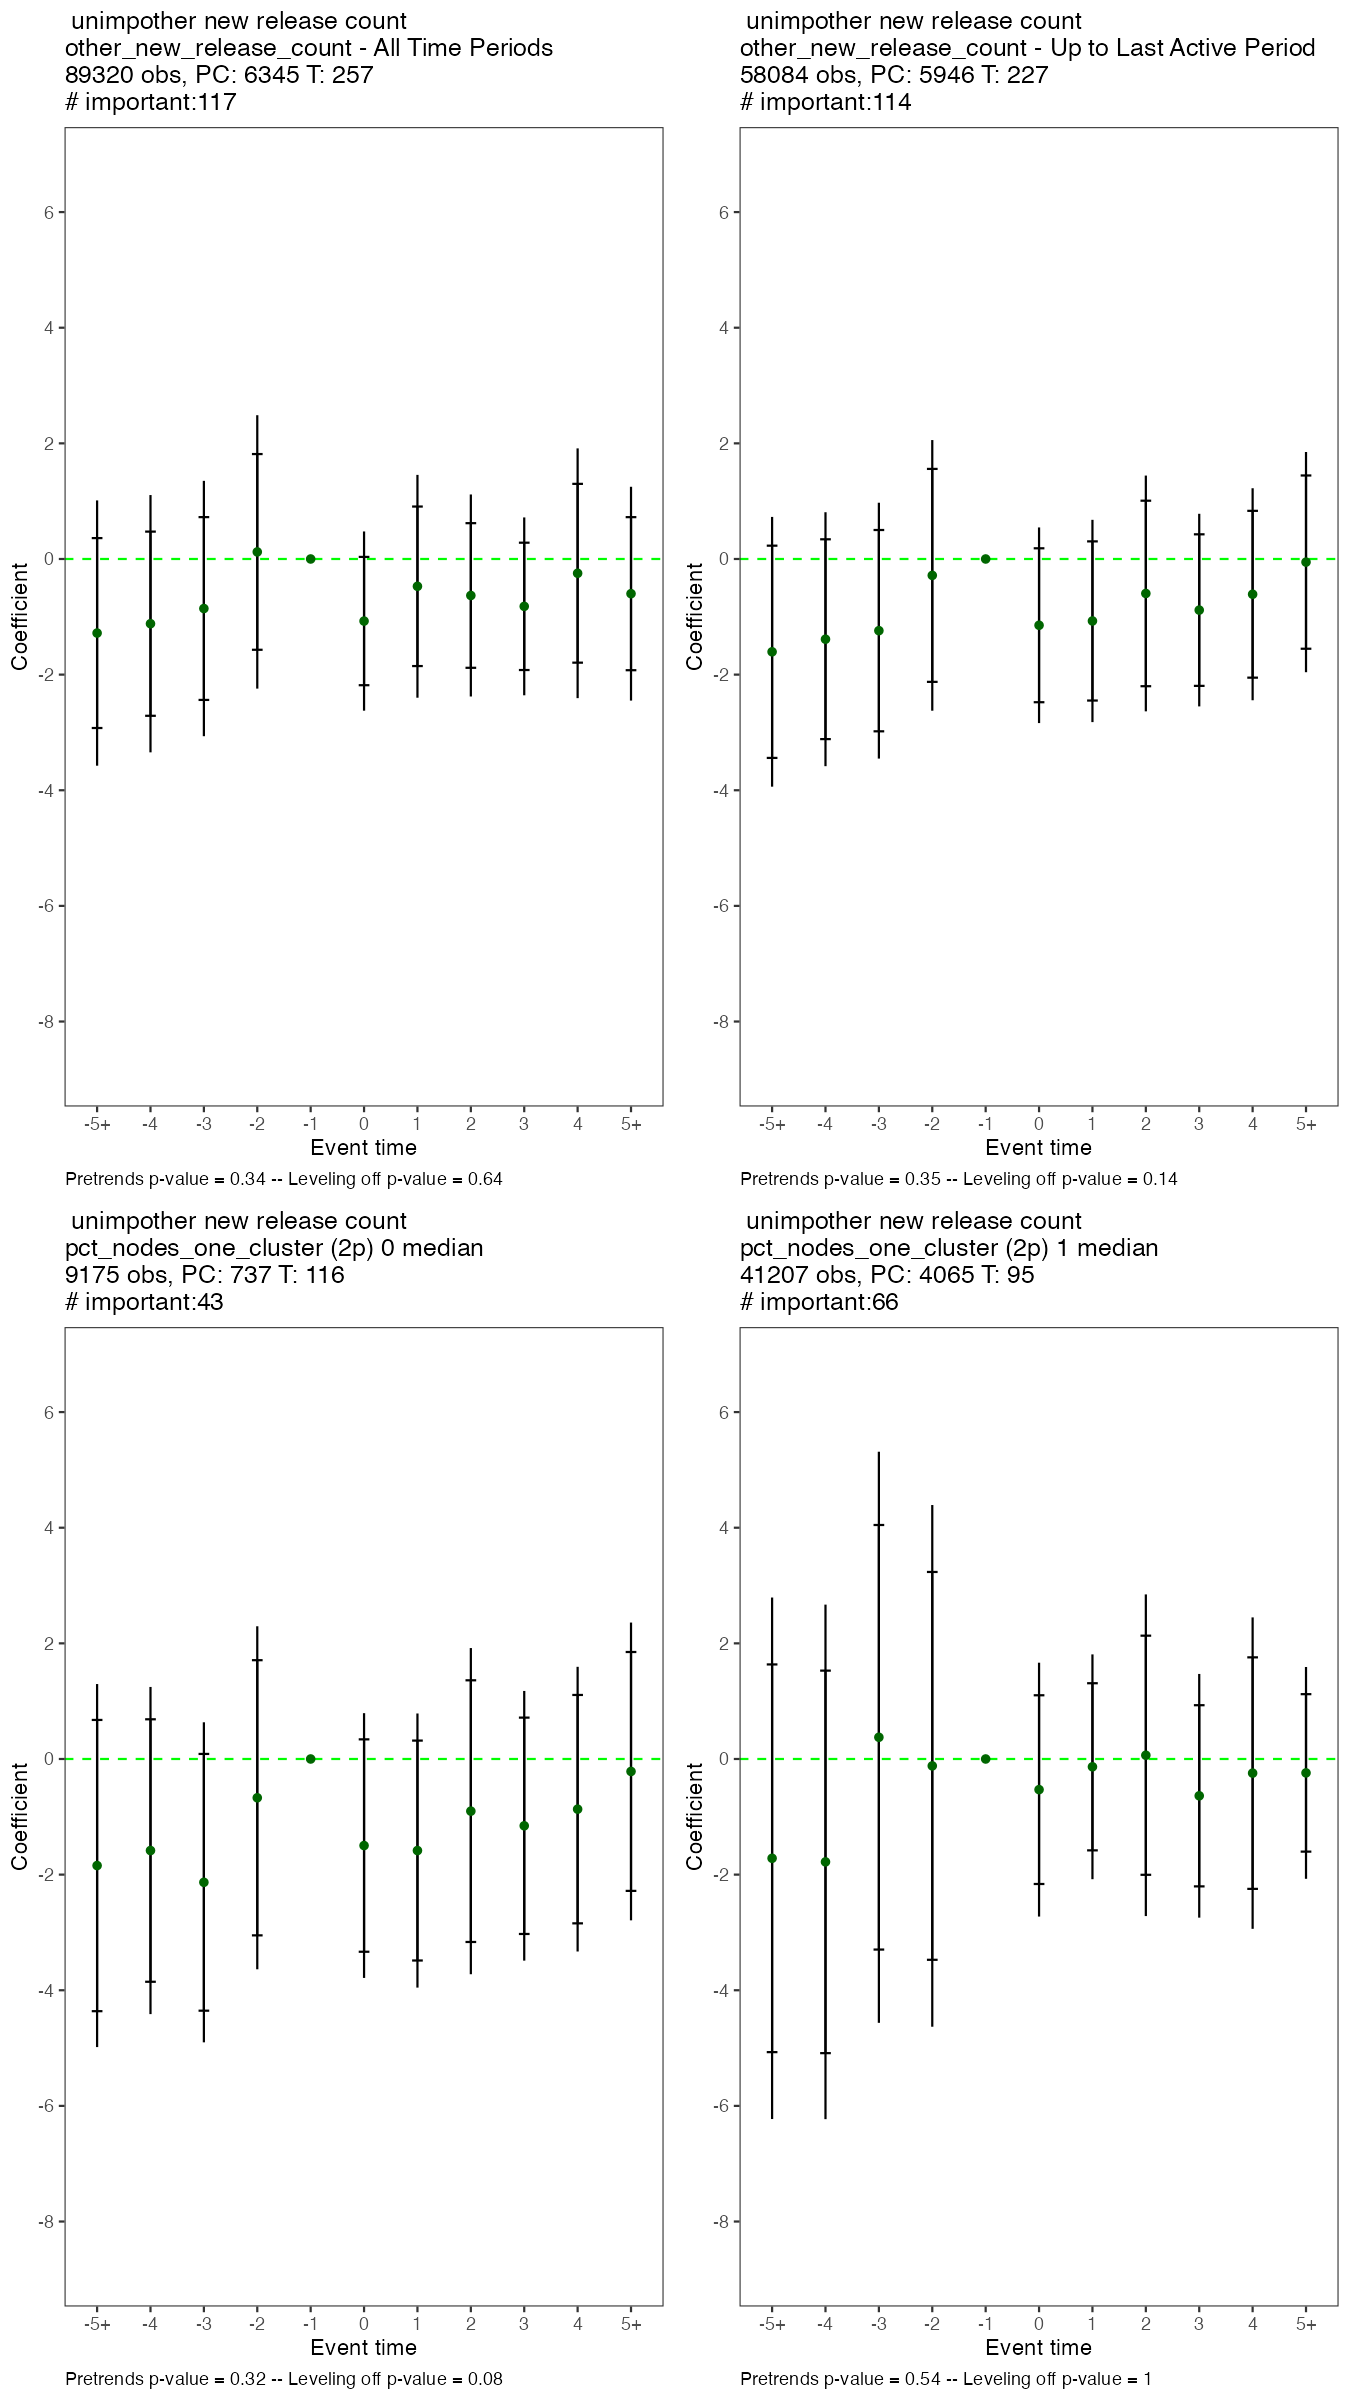 unimpother new release count
other_new_release_count - All Time Periods
89320 obs, PC: 6345 T: 257
# important:117
6
4
2
0
-2
-4
-6
-8
Coefficient
-5+ -4 -3 -2 -1 0 1 2 3 4 5+
Event time
Pretrends p-value = 0.34 -- Leveling off p-value = 0.64
unimpother new release count
other_new_release_count - Up to Last Active Period
58084 obs, PC: 5946 T: 227
# important:114
6
4
2
0
-2
-4
-6
-8
Coefficient
-5+ -4 -3 -2 -1 0 1 2 3 4 5+
Event time
Pretrends p-value = 0.35 -- Leveling off p-value = 0.14
unimpother new release count
pct_nodes_one_cluster (2p) 0 median
9175 obs, PC: 737 T: 116
# important:43
6
4
2
0
-2
-4
-6
-8
Coefficient
-5+ -4 -3 -2 -1 0 1 2 3 4 5+
Event time
Pretrends p-value = 0.32 -- Leveling off p-value = 0.08
unimpother new release count
pct_nodes_one_cluster (2p) 1 median
41207 obs, PC: 4065 T: 95
# important:66
6
4
2
0
-2
-4
-6
-8
Coefficient
-5+ -4 -3 -2 -1 0 1 2 3 4 5+
Event time
Pretrends p-value = 0.54 -- Leveling off p-value = 1